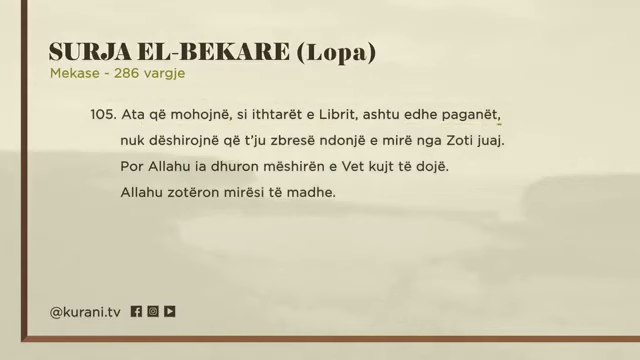 SURJA EL-BEKARE (Lopa)
Mekase - 286 vargje
105. Ata që mohojnë, si ithtarët e Librit, ashtu edhe paganët,
nuk dëshirojnë që t'ju zbresë ndonjë e mirë nga Zoti juaj.
Por Allahu ia dhuron mëshirën e Vet kujt të dojë.
Allahu zotëron mirësi të madhe.
@kurani.tv